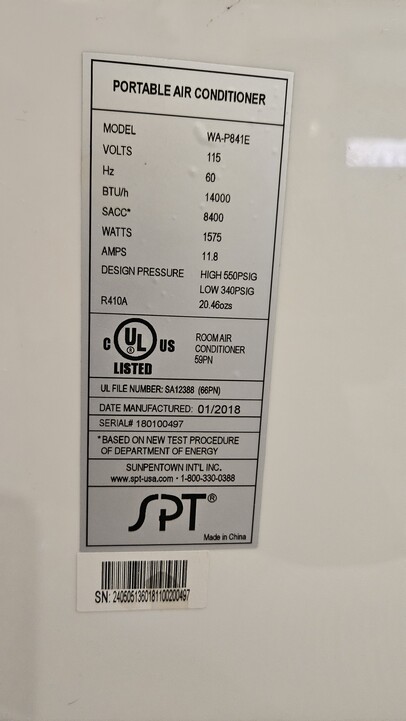 PORTABLE AIR CONDITIONER
MODEL WA-P841E
VOLTS 115
Hz 60
BTU/h 14000
SACC* 8400
WATTS 1575
AMPS 11.8
DESIGN PRESSURE HIGH 550PSIG
LOW 340PSIG
R410A 20.46ozs
C UL US
LISTED
ROOM AIR
CONDITIONER
59PN
UL FILE NUMBER: SA12388 (66PN)
DATE MANUFACTURED: 01/2018
SERIAL# 180100497
*BASED ON NEW TEST PROCEDURE
OF DEPARTMENT OF ENERGY
SUNPENTOWN INT'L INC.
www.spt-usa.com • 1-800-330-0388
SPT®
Made in China
SN: 2405051360181100200497